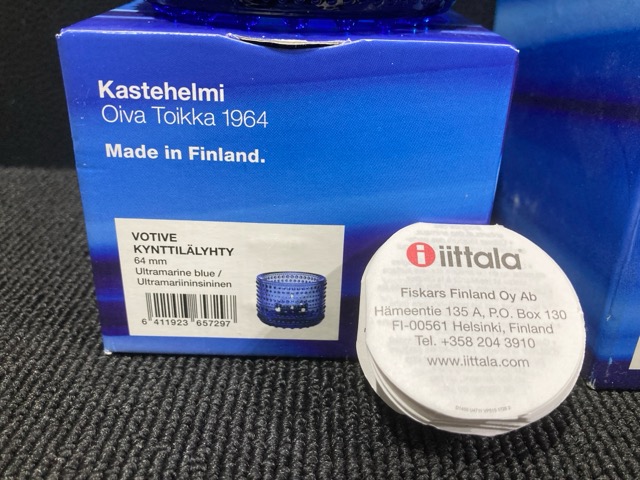 Kastehelmi
Oiva Toikka 1964
Made in Finland.
VOTIVE
KYNTTILÄLYHTY
64 mm
Ultramarine blue /
Ultramariininsininen
6 411923 657297
i iittala
Fiskars Finland Oy Ab
Hämeentie 135 A, P.O. Box 130
FI-00561 Helsinki, Finland
Tel. +358 204 3910
www.iittala.com